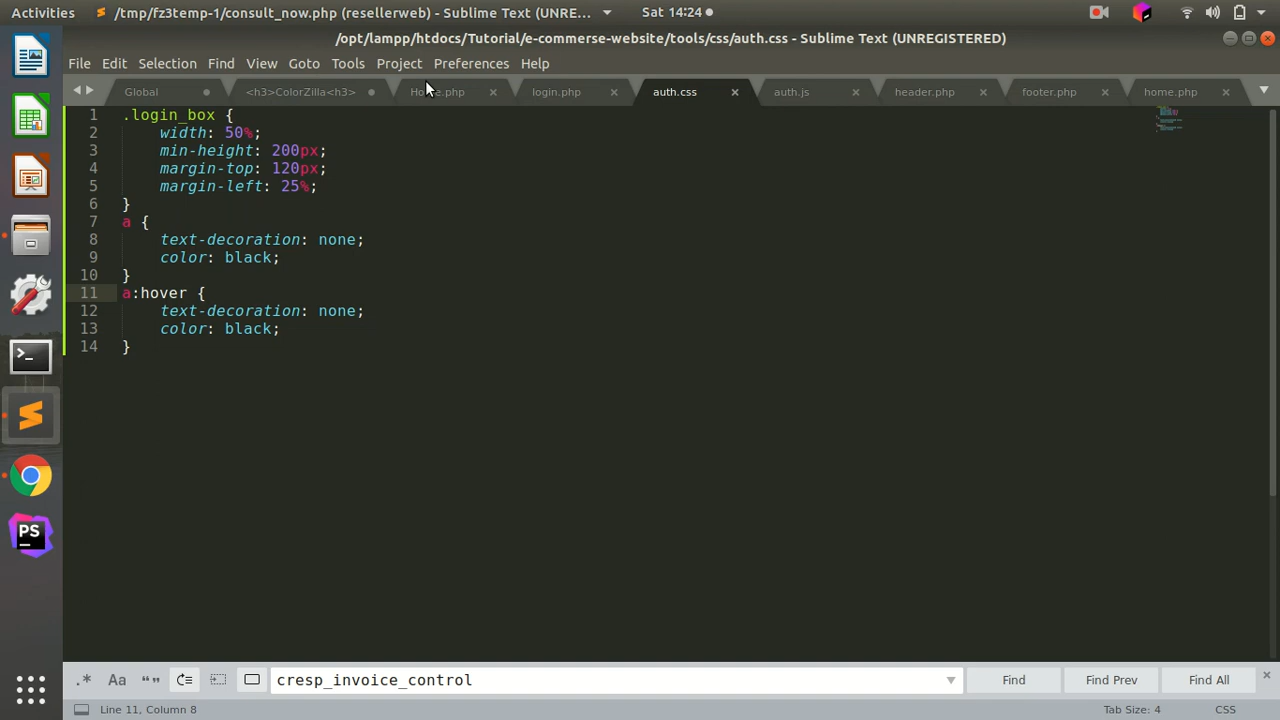 Activities
/tmp/fz3temp-1/consult_now.php (resellerweb) - Sublime Text (UNRE...
Sat 14:24
/opt/lampp/htdocs/Tutorial/e-commerse-website/tools/css/auth.css - Sublime Text (UNREGISTERED)
File Edit Selection Find View Goto Tools Project Preferences Help
Global <h3>ColorZilla<h3> login.php auth.css auth.js header.php footer.php home.php
1 .login_box {
2 width: 50%;
3 min-height: 200px;
4 margin-top: 120px;
5 margin-left: 25%;
6 }
7 a {
8 text-decoration: none;
9 color: black;
10 }
11 a:hover {
12 text-decoration: none;
13 color: black;
14 }
.* Aa “” cresp_invoice_control Find Find Prev Find All
Line 11, Column 8 Tab Size: 4 CSS
PS